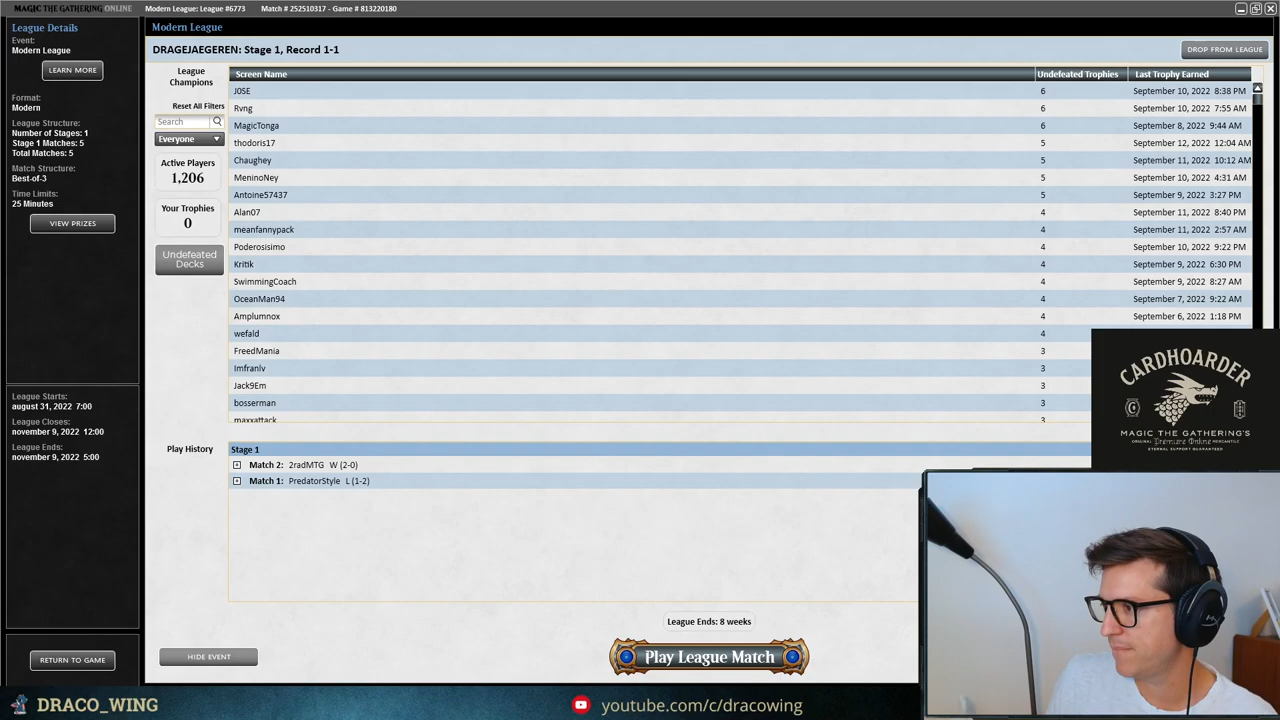 MAGIC THE GATHERING ONLINE
Modern League: League #6773
Match # 252510317 - Game # 813220180
League Details
Event:
Modern League
LEARN MORE
Format:
Modern
League Structure:
Number of Stages: 1
Stage 1 Matches: 5
Total Matches: 5
Match Structure:
Best-of-3
Time Limits:
25 Minutes
VIEW PRIZES
League Starts:
august 31, 2022 7:00
League Closes:
november 9, 2022 12:00
League Ends:
november 9, 2022 5:00
RETURN TO GAME
Modern League
DRAGEJAEGEREN: Stage 1, Record 1-1
DROP FROM LEAGUE
League
Champions
Reset All Filters
Search
Everyone
Active Players
1,206
Your Trophies
0
Undefeated
Decks
Screen Name Undefeated Trophies Last Trophy Earned
J0SE 6 September 10, 2022 8:38 PM
Rvng 6 September 10, 2022 7:55 AM
MagicTonga 6 September 8, 2022 9:44 AM
thodoris17 5 September 12, 2022 12:04 AM
Chaughey 5 September 11, 2022 10:12 AM
MeninoNey 5 September 10, 2022 4:31 AM
Antoine57437 5 September 9, 2022 3:27 PM
Alan07 4 September 11, 2022 8:40 PM
meanfannypack 4 September 11, 2022 2:57 AM
Poderosisimo 4 September 10, 2022 9:22 PM
Kritik 4 September 9, 2022 6:30 PM
SwimmingCoach 4 September 9, 2022 8:27 AM
OceanMan94 4 September 7, 2022 9:22 AM
Amplumnox 4 September 6, 2022 1:18 PM
wefald 4 
FreedMania 3
Imfranlv 3
Jack9Em 3
bosserman 3
maxxattack 3
Play History
Stage 1
Match 2: 2radMTG W (2-0)
Match 1: PredatorStyle L (1-2)
League Ends: 8 weeks
HIDE EVENT
Play League Match
CARDHOARDER
MAGIC THE GATHERING'S
ORIGINAL Premiere Online MERCANTILE
ETERNAL SUPPORT GUARANTEED
DRACO_WING
youtube.com/c/dracowing